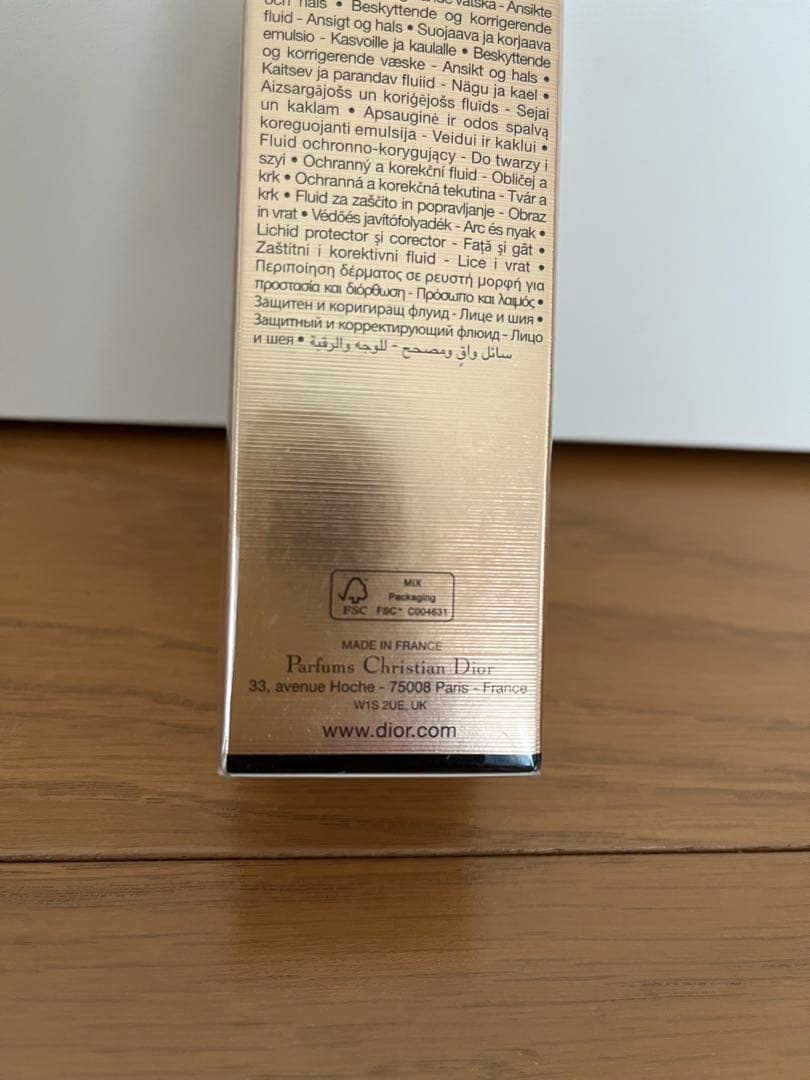 vätska - Ansikte
och hals • Beskyttende og korrigerende
fluid - Ansigt og hals • Suojaava ja korjaava
emulsio - Kasvoille ja kaulalle • Beskyttende
og korrigerende væske - Ansikt og hals •
Kaitsev ja parandav fluiid - Nägu ja kael •
Aizsargājošs un koriģējošs fluīds - Sejai
un kaklam • Apsauginė ir odos spalvą
koreguojanti emulsija - Veidui ir kaklui •
Fluid ochronno-korygujący - Do twarzy i
szyi • Ochranný a korekční fluid - Obličej a
krk • Ochranná a korekčná tekutina - Tvár a
krk • Fluid za zaščito in popravljanje - Obraz
in vrat • Védőés javítófolyadék - Arc és nyak •
Lichid protector și corector - Față și gât •
Zaštitni i korektivni fluid - Lice i vrat •
Περιποίηση δέρματος σε ρευστή μορφή για
προστασία και διόρθωση - Πρόσωπο και λαιμός •
Защитен и коригиращ флуид - Лице и шия •
Защитный и корректирующий флюид - Лицо
и шея • سائل واقٍ ومصحح - للوجه والرقبة
MIX
Packaging
FSC FSC™ C004631
MADE IN FRANCE
Parfums Christian Dior
33, avenue Hoche - 75008 Paris - France
W1S 2UE, UK
www.dior.com